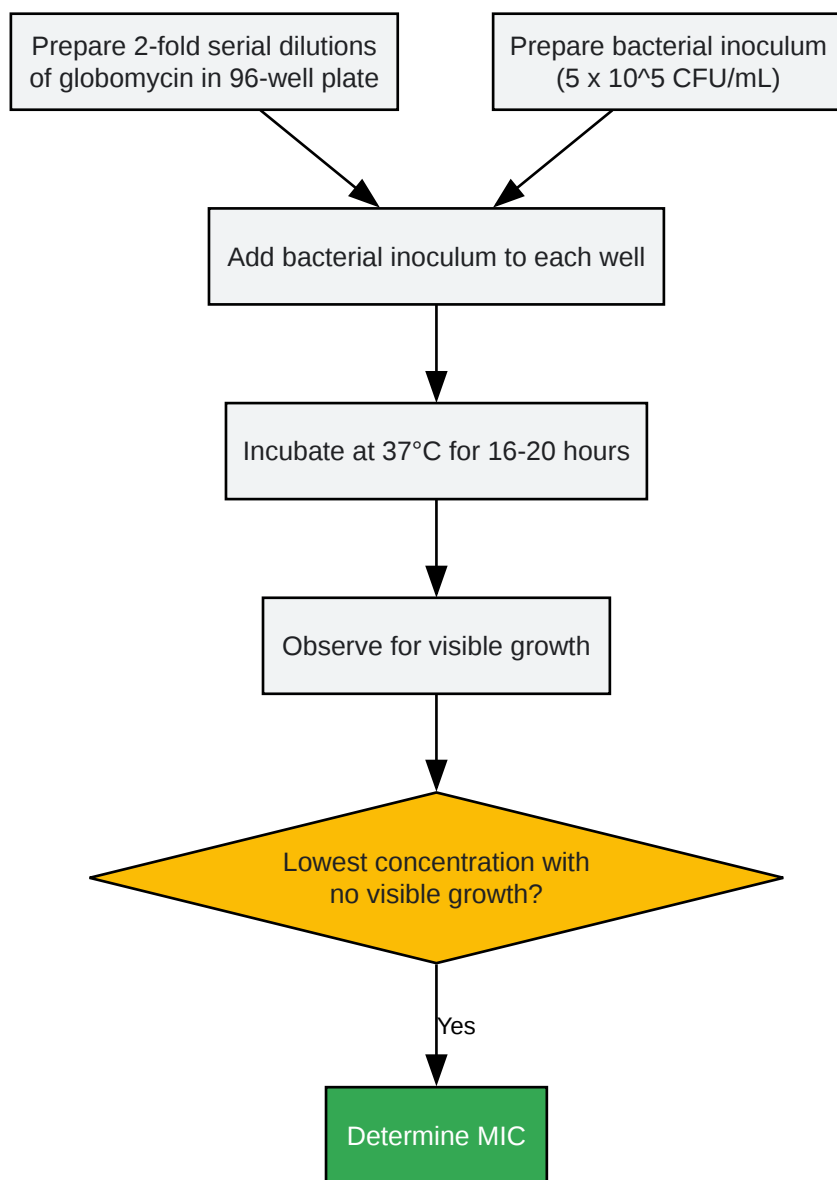 Prepare 2-fold serial dilutions
of globomycin in 96-well plate
Prepare bacterial inoculum
(5 x 10^5 CFU/mL)
Add bacterial inoculum to each well
Incubate at 37°C for 16-20 hours
Observe for visible growth
Lowest concentration with
no visible growth?
Yes
Determine MIC